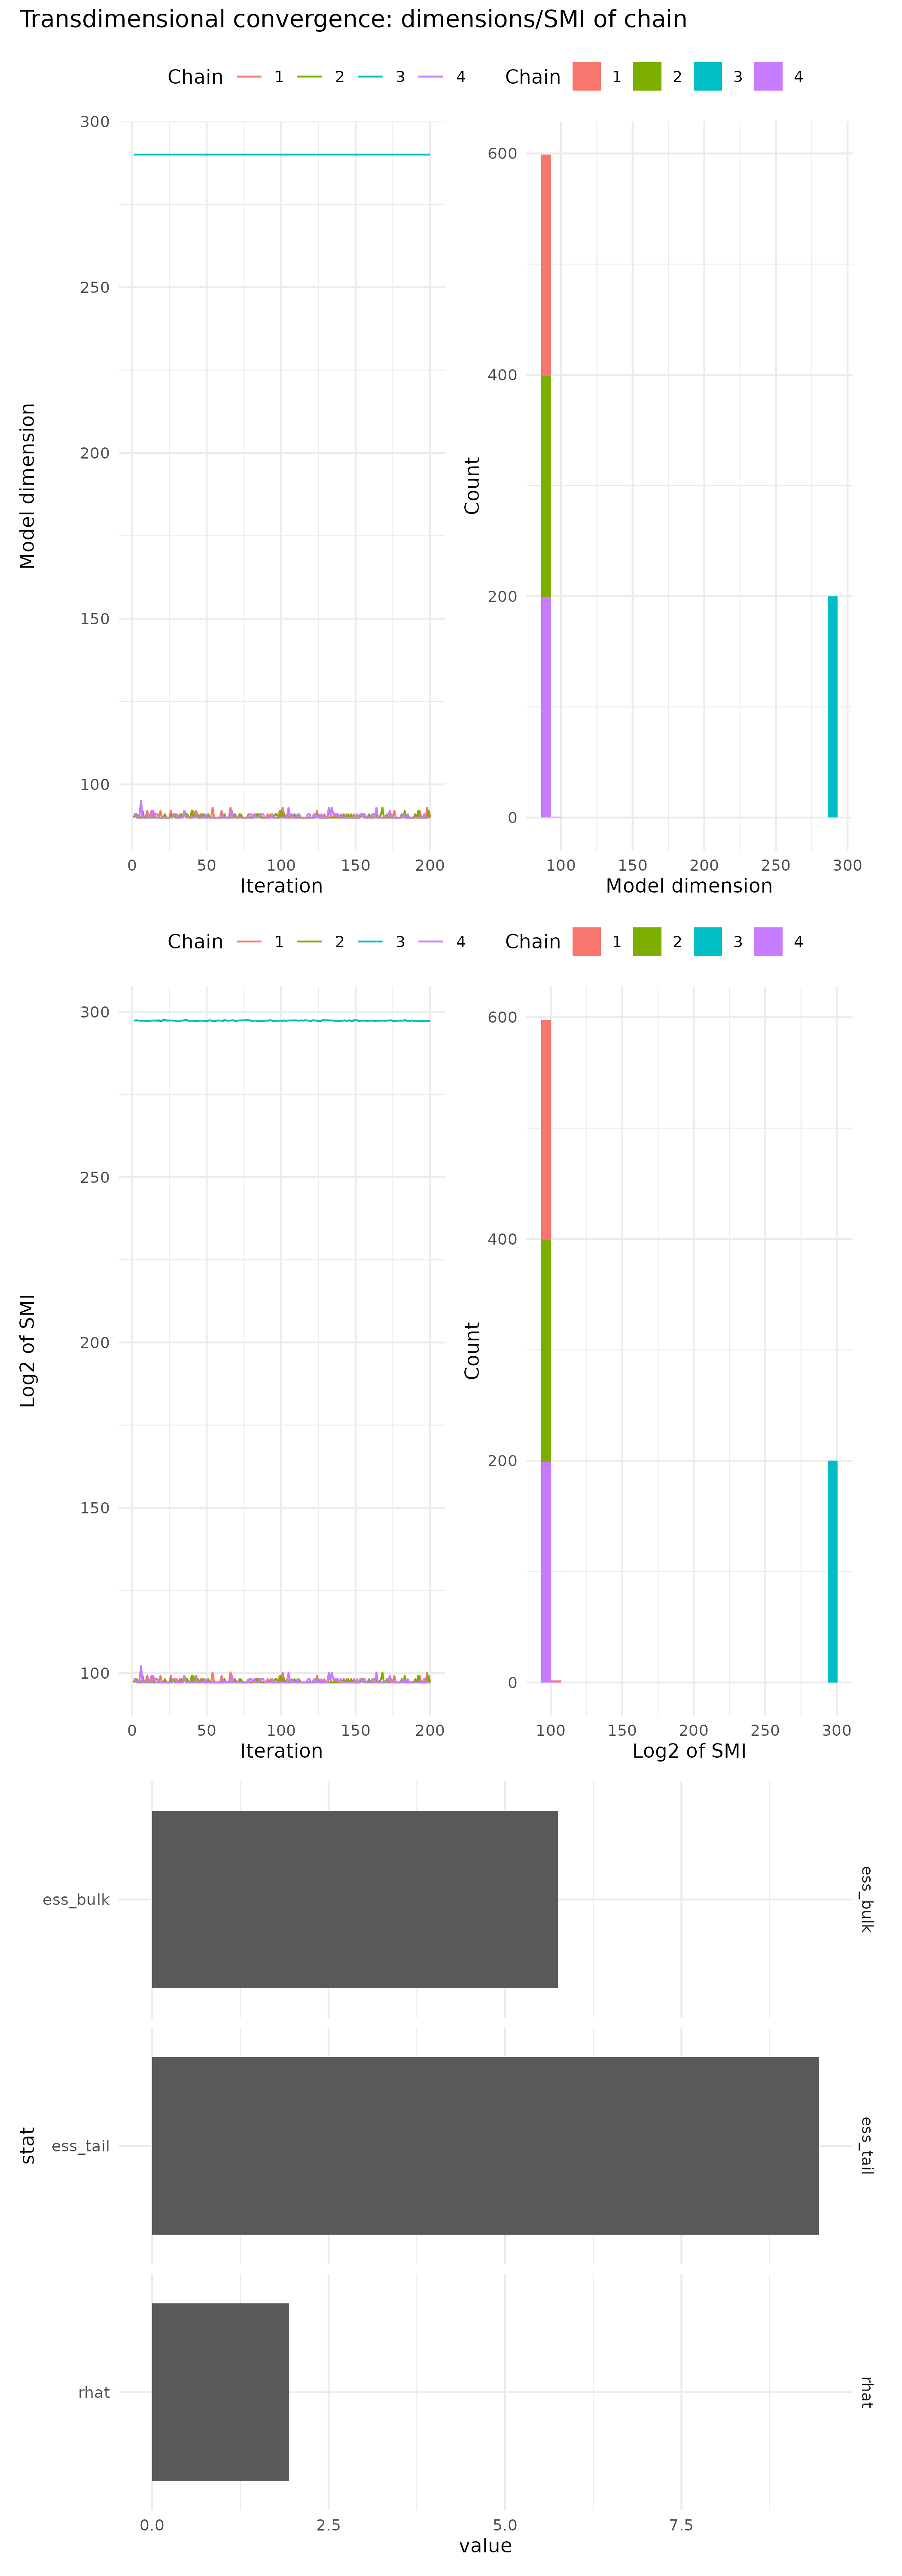 Transdimensional convergence: dimensions/SMI of chain
Chain 1 2 3 4
Chain 1 2 3 4
300
250
200
150
100
Model dimension
0 50 100 150 200
Iteration
600
400
200
0
Count
100 150 200 250 300
Model dimension
Chain 1 2 3 4
Chain 1 2 3 4
300
250
200
150
100
Log2 of SMI
0 50 100 150 200
Iteration
600
400
200
0
Count
100 150 200 250 300
Log2 of SMI
ess_bulk
ess_bulk
stat
ess_tail
ess_tail
rhat
rhat
0.0 2.5 5.0 7.5
value